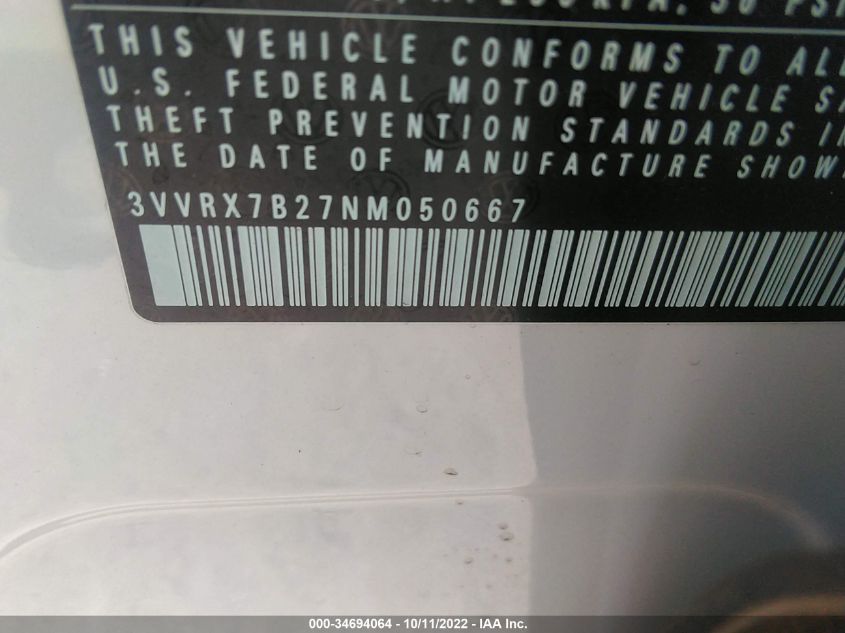 THIS VEHICLE CONFORMS TO ALL
U.S. FEDERAL MOTOR VEHICLE
THEFT PREVENTION STANDARDS
THE DATE OF MANUFACTURE SHOW
3VVRX7B27NM050667
000-34694064 - 10/11/2022 - IAA Inc.